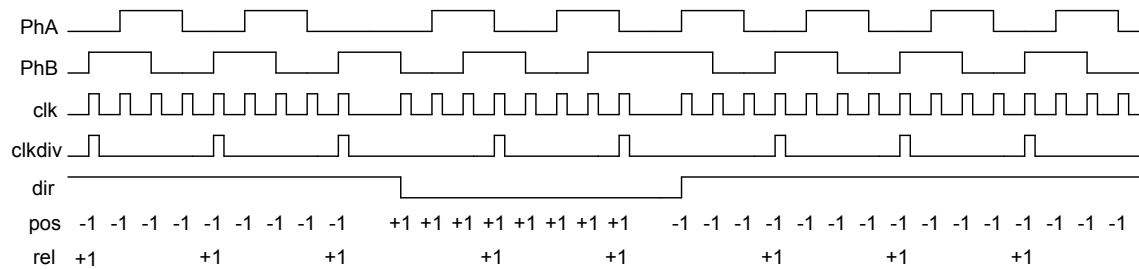 PhA
PhB
clk
clkdiv
dir
pos -1 -1 -1 -1 -1 -1 -1 -1 -1 +1 +1 +1 +1 +1 +1 +1 +1 -1 -1 -1 -1 -1 -1 -1 -1 -1 -1 -1 -1 -1 -1 -1
rel +1 +1 +1 +1 +1 +1 +1 +1